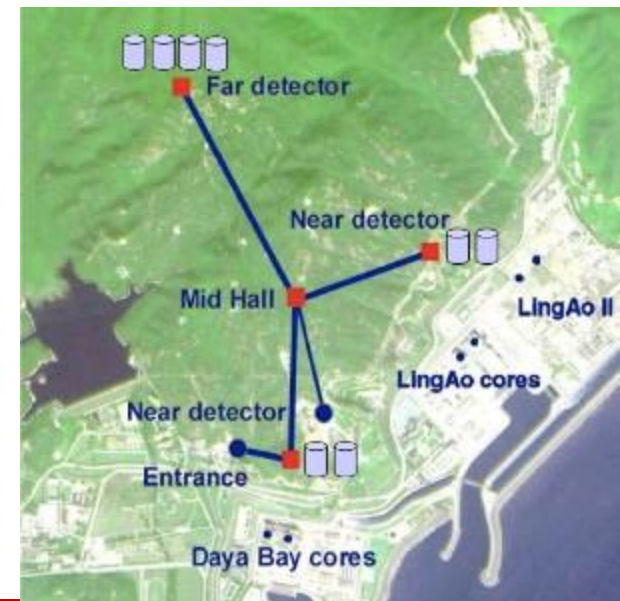 Far detector
Near detector
Mid Hall
LingAo II
LingAo cores
Near detector
Entrance
Daya Bay cores